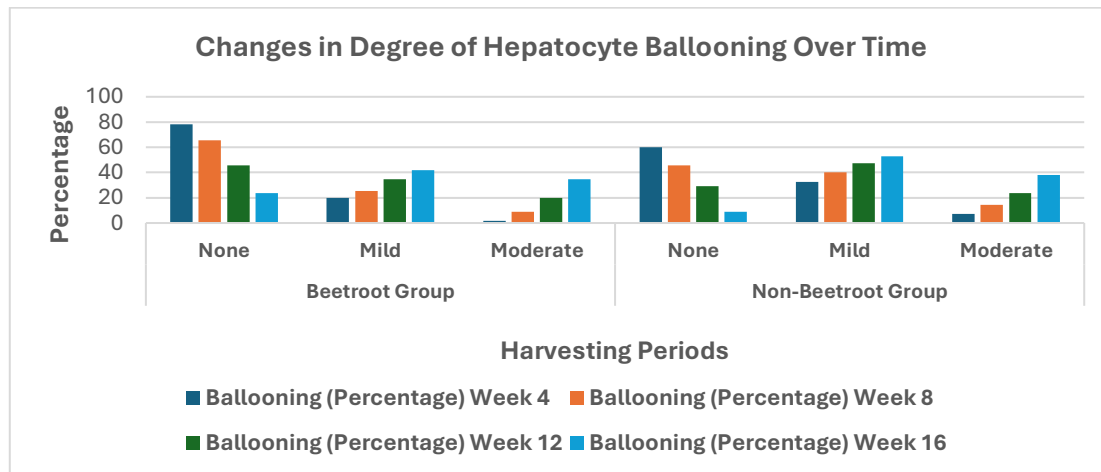 Changes in Degree of Hepatocyte Ballooning Over Time
Percentage
100
80
60
40
20
0
None Mild Moderate None Mild Moderate
Beetroot Group Non-Beetroot Group
Harvesting Periods
Ballooning (Percentage) Week 4 Ballooning (Percentage) Week 8
Ballooning (Percentage) Week 12 Ballooning (Percentage) Week 16